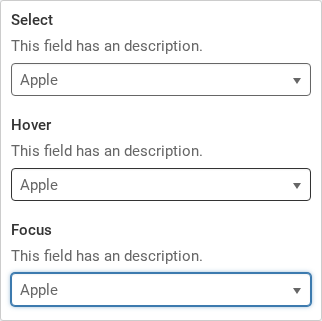 Select
This field has an description.
Apple
Hover
This field has an description.
Apple
Focus
This field has an description.
Apple